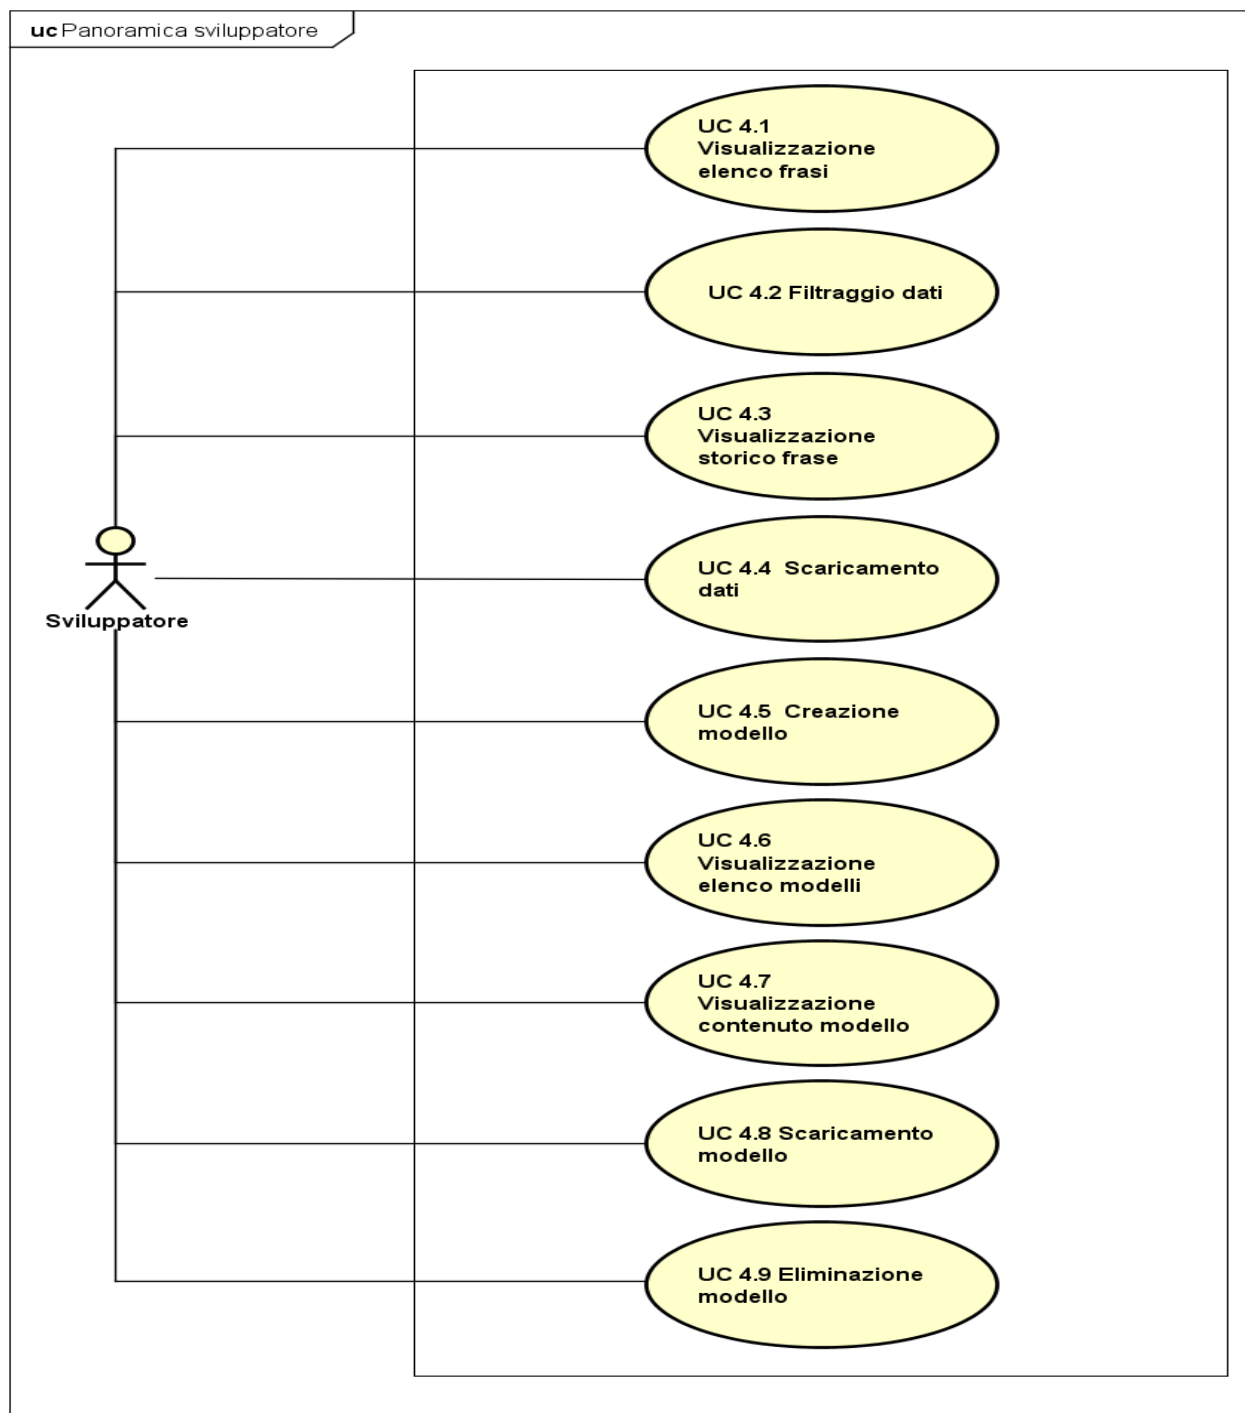 uc Panoramica sviluppatore
UC 4.1
Visualizzazione
elenco frasi
UC 4.2 Filtraggio dati
UC 4.3
Visualizzazione
storico frase
UC 4.4  Scaricamento
dati
Sviluppatore
UC 4.5  Creazione
modello
UC 4.6
Visualizzazione
elenco modelli
UC 4.7
Visualizzazione
contenuto modello
UC 4.8 Scaricamento
modello
UC 4.9 Eliminazione
modello